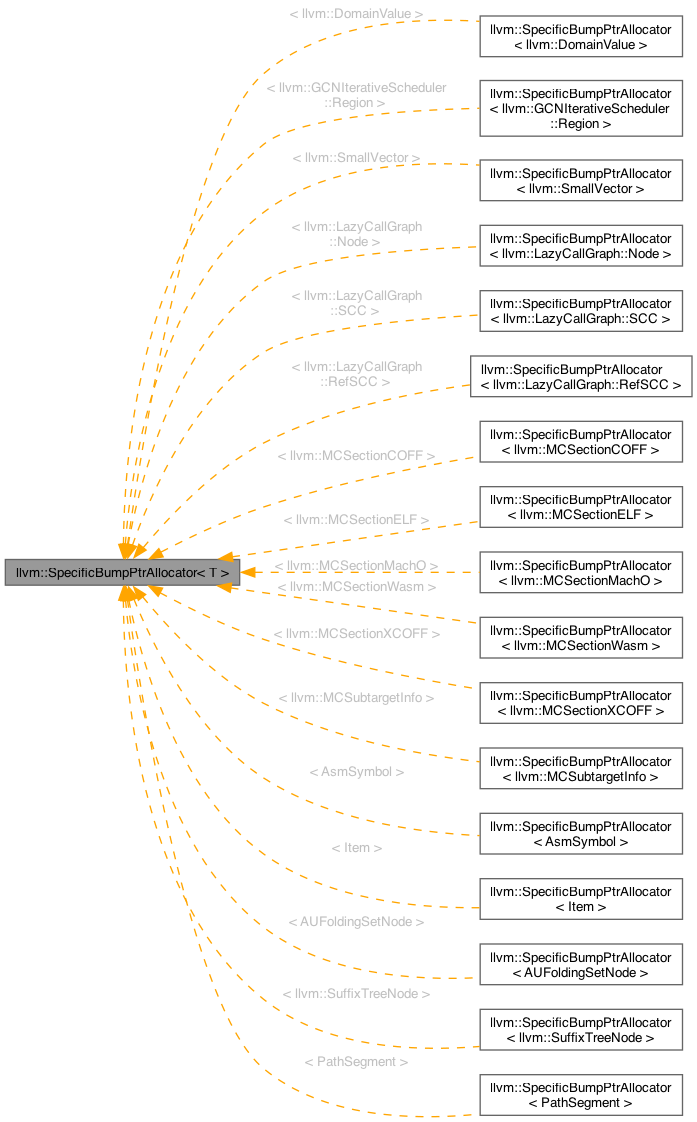 < llvm::DomainValue >
llvm::SpecificBumpPtrAllocator
< llvm::DomainValue >
< llvm::GCNIterativeScheduler
::Region >
llvm::SpecificBumpPtrAllocator
< llvm::GCNIterativeScheduler
::Region >
< llvm::SmallVector >
llvm::SpecificBumpPtrAllocator
< llvm::SmallVector >
< llvm::LazyCallGraph
::Node >
llvm::SpecificBumpPtrAllocator
< llvm::LazyCallGraph::Node >
< llvm::LazyCallGraph
::SCC >
llvm::SpecificBumpPtrAllocator
< llvm::LazyCallGraph::SCC >
< llvm::LazyCallGraph
::RefSCC >
llvm::SpecificBumpPtrAllocator
< llvm::LazyCallGraph::RefSCC >
< llvm::MCSectionCOFF >
llvm::SpecificBumpPtrAllocator
< llvm::MCSectionCOFF >
< llvm::MCSectionELF >
llvm::SpecificBumpPtrAllocator
< llvm::MCSectionELF >
llvm::SpecificBumpPtrAllocator< T >
< llvm::MCSectionMachO >
llvm::SpecificBumpPtrAllocator
< llvm::MCSectionMachO >
< llvm::MCSectionWasm >
llvm::SpecificBumpPtrAllocator
< llvm::MCSectionWasm >
< llvm::MCSectionXCOFF >
llvm::SpecificBumpPtrAllocator
< llvm::MCSectionXCOFF >
< llvm::MCSubtargetInfo >
llvm::SpecificBumpPtrAllocator
< llvm::MCSubtargetInfo >
< AsmSymbol >
llvm::SpecificBumpPtrAllocator
< AsmSymbol >
< Item >
llvm::SpecificBumpPtrAllocator
< Item >
< AUFoldingSetNode >
llvm::SpecificBumpPtrAllocator
< AUFoldingSetNode >
< llvm::SuffixTreeNode >
llvm::SpecificBumpPtrAllocator
< llvm::SuffixTreeNode >
< PathSegment >
llvm::SpecificBumpPtrAllocator
< PathSegment >